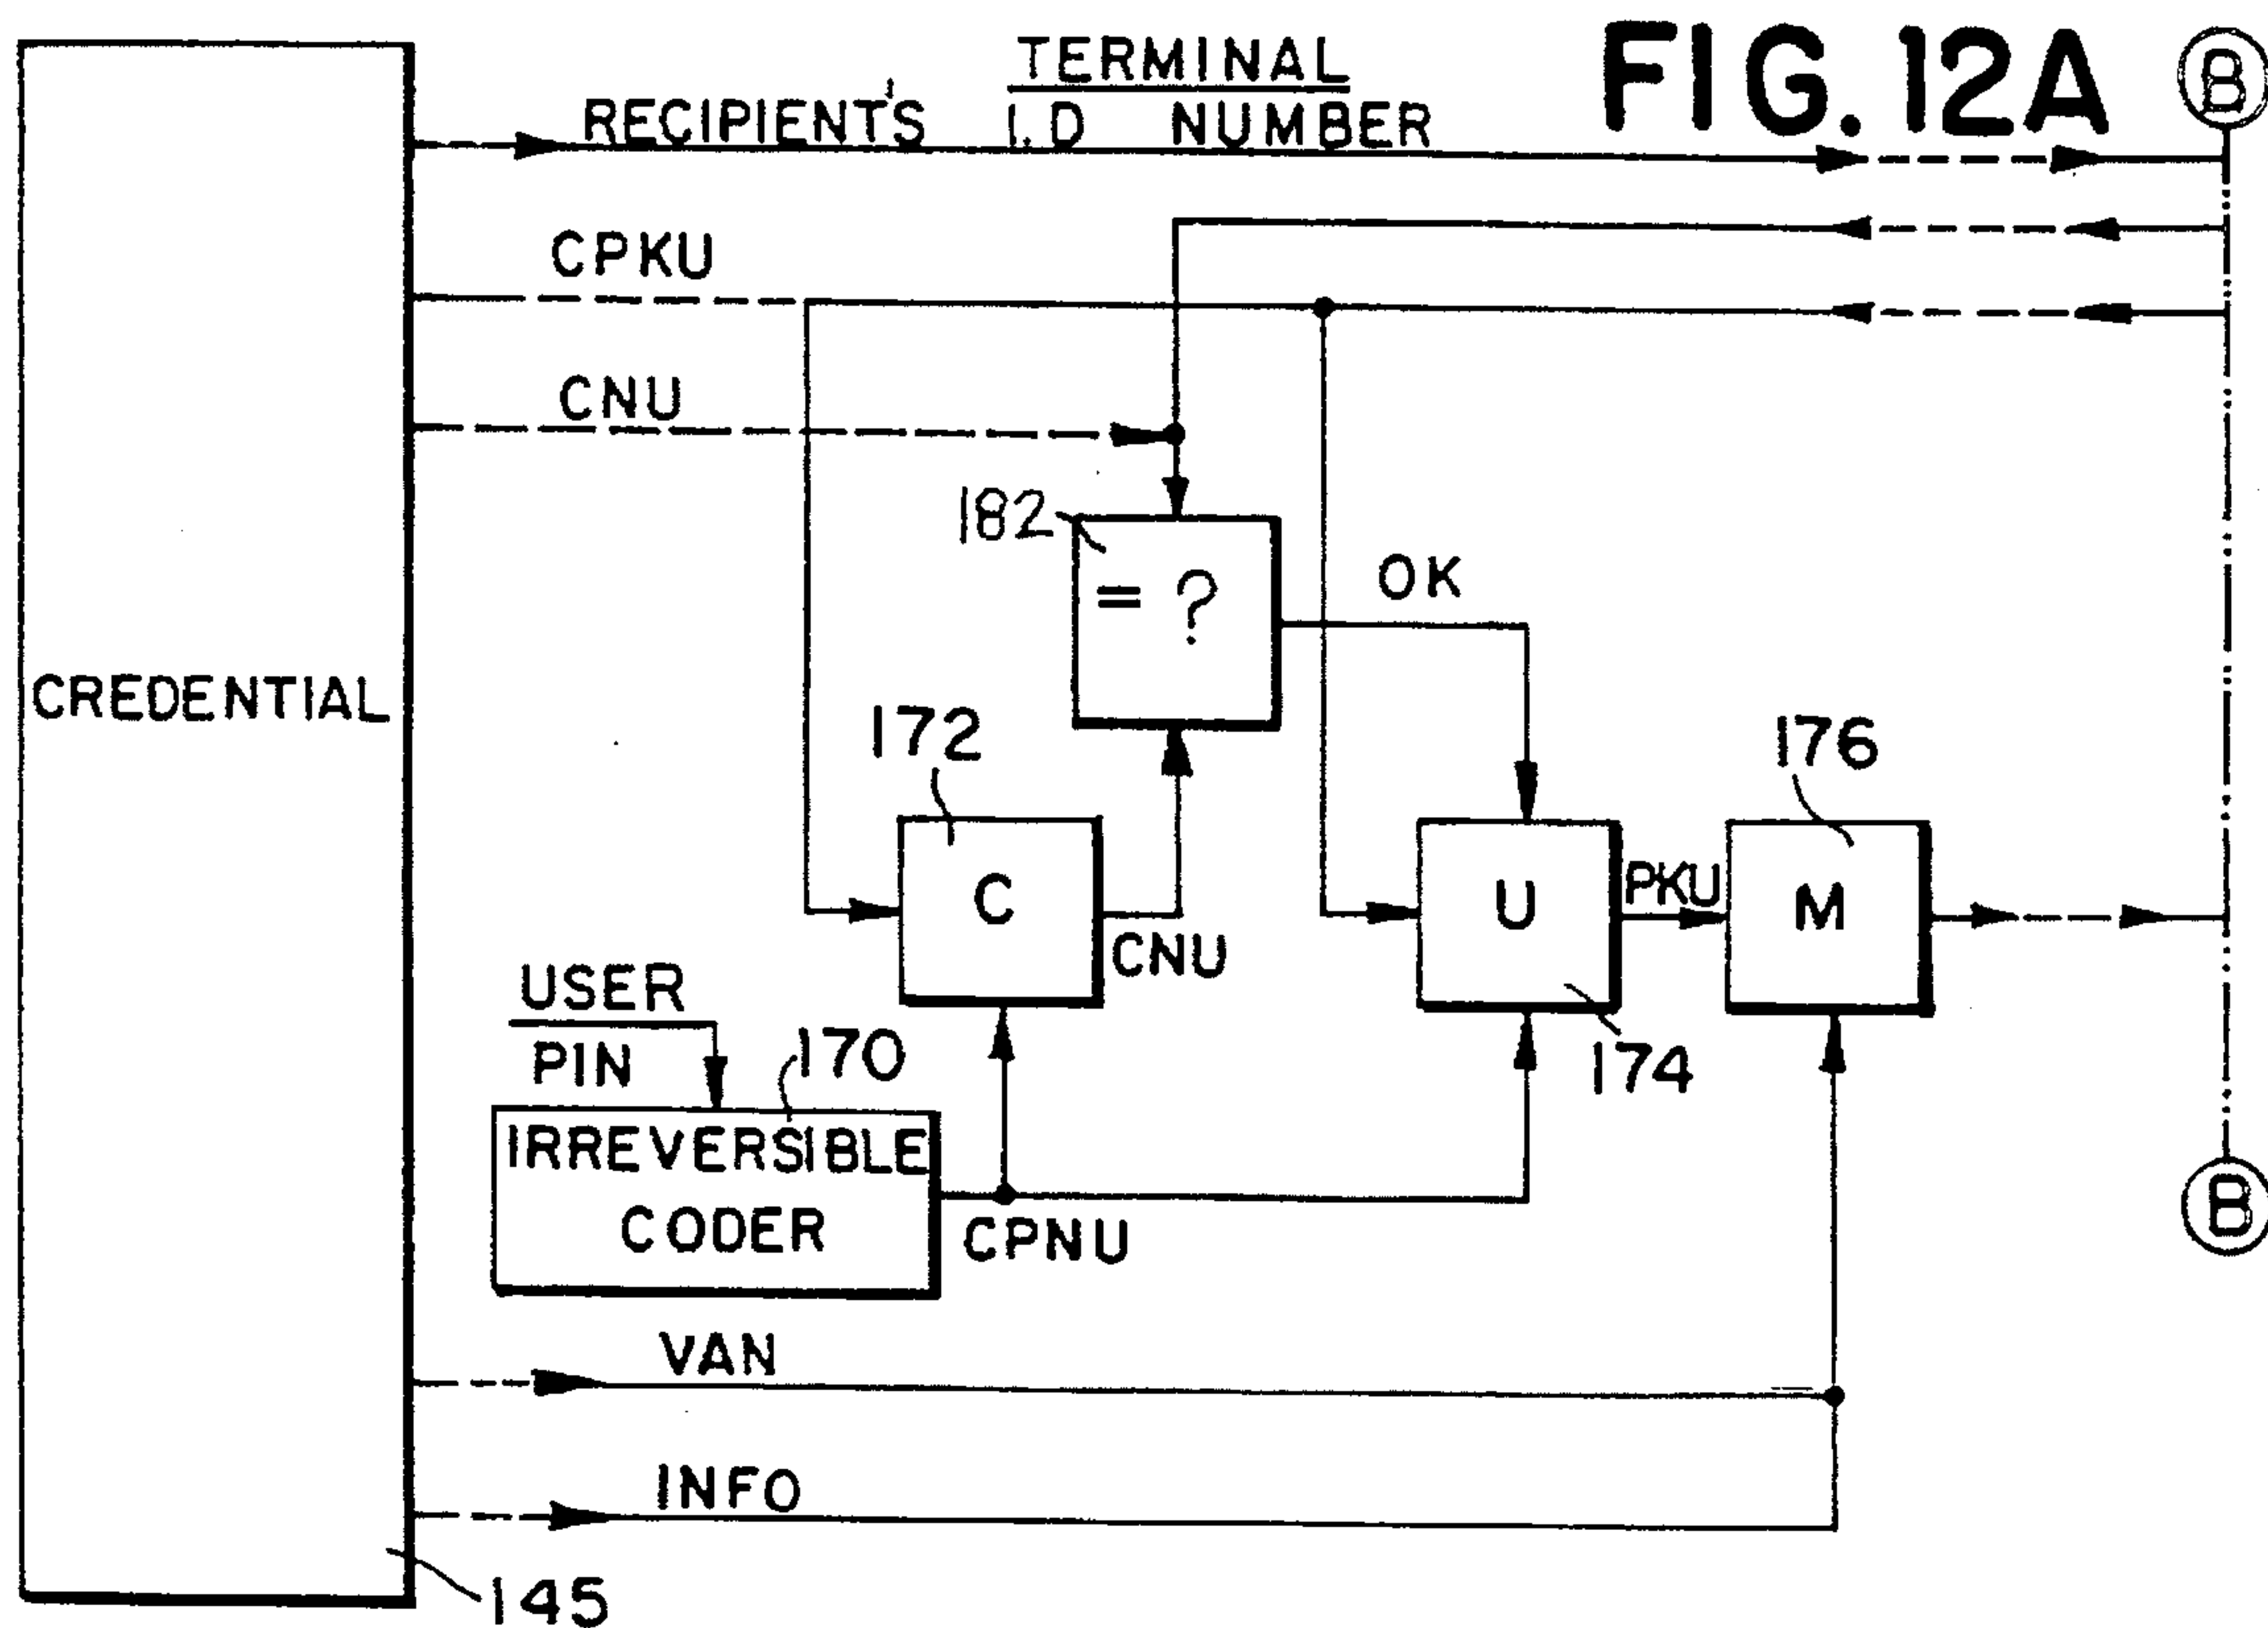 FIG. 12A
B
TERMINAL
RECIPIENT'S I.D NUMBER
CPKU
CNU
182
= ?
OK
CREDENTIAL
172
176
C
U
PKU
M
CNU
USER
PIN
170
174
IRREVERSIBLE
CODER
CPNU
B
VAN
INFO
145